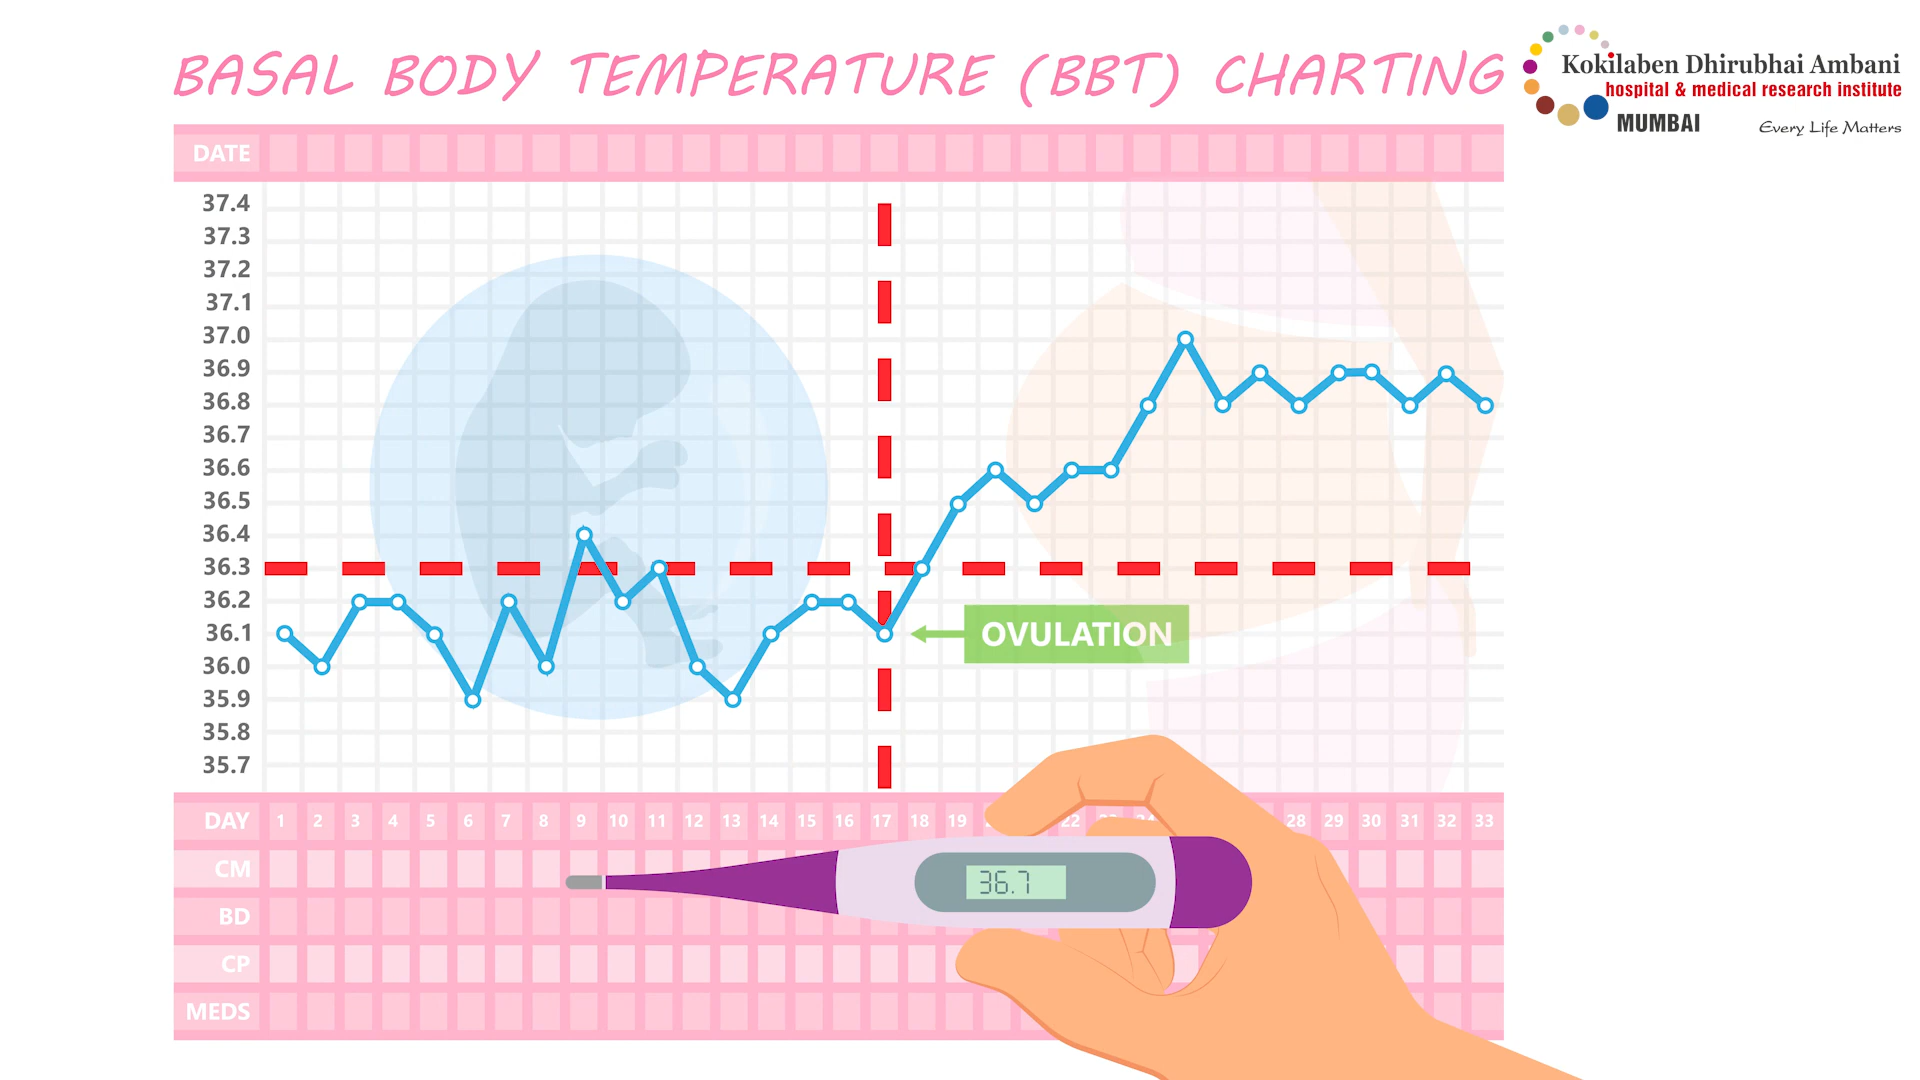 BASAL BODY TEMPERATURE (BBT) CHARTING
Kokilaben Dhirubhai Ambani
hospital & medical research institute
MUMBAI
Every Life Matters
DATE
37.4
37.3
37.2
37.1
37.0
36.9
36.8
36.7
36.6
36.5
36.4
36.3
36.2
36.1
36.0
35.9
35.8
35.7
OVULATION
DAY 1 2 3 4 5 6 7 8 9 10 11 12 13 14 15 16 17 18 19 22 28 29 30 31 32 33
CM
36.7
BD
CP
MEDS